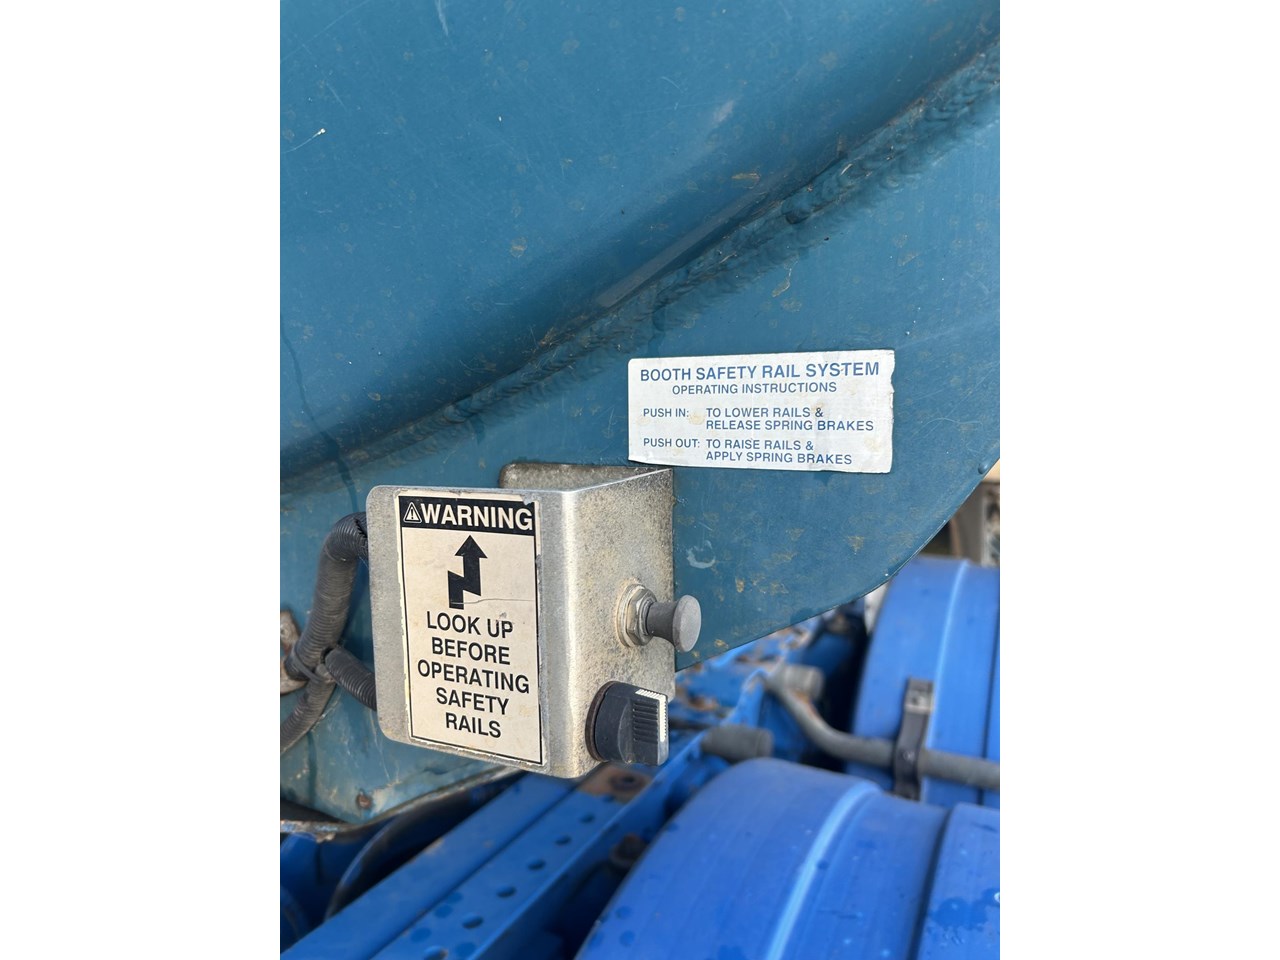 BOOTH SAFETY RAIL SYSTEM
OPERATING INSTRUCTIONS
PUSH IN: TO LOWER RAILS &
RELEASE SPRING BRAKES
PUSH OUT: TO RAISE RAILS &
APPLY SPRING BRAKES
WARNING
LOOK UP
BEFORE
OPERATING
SAFETY
RAILS